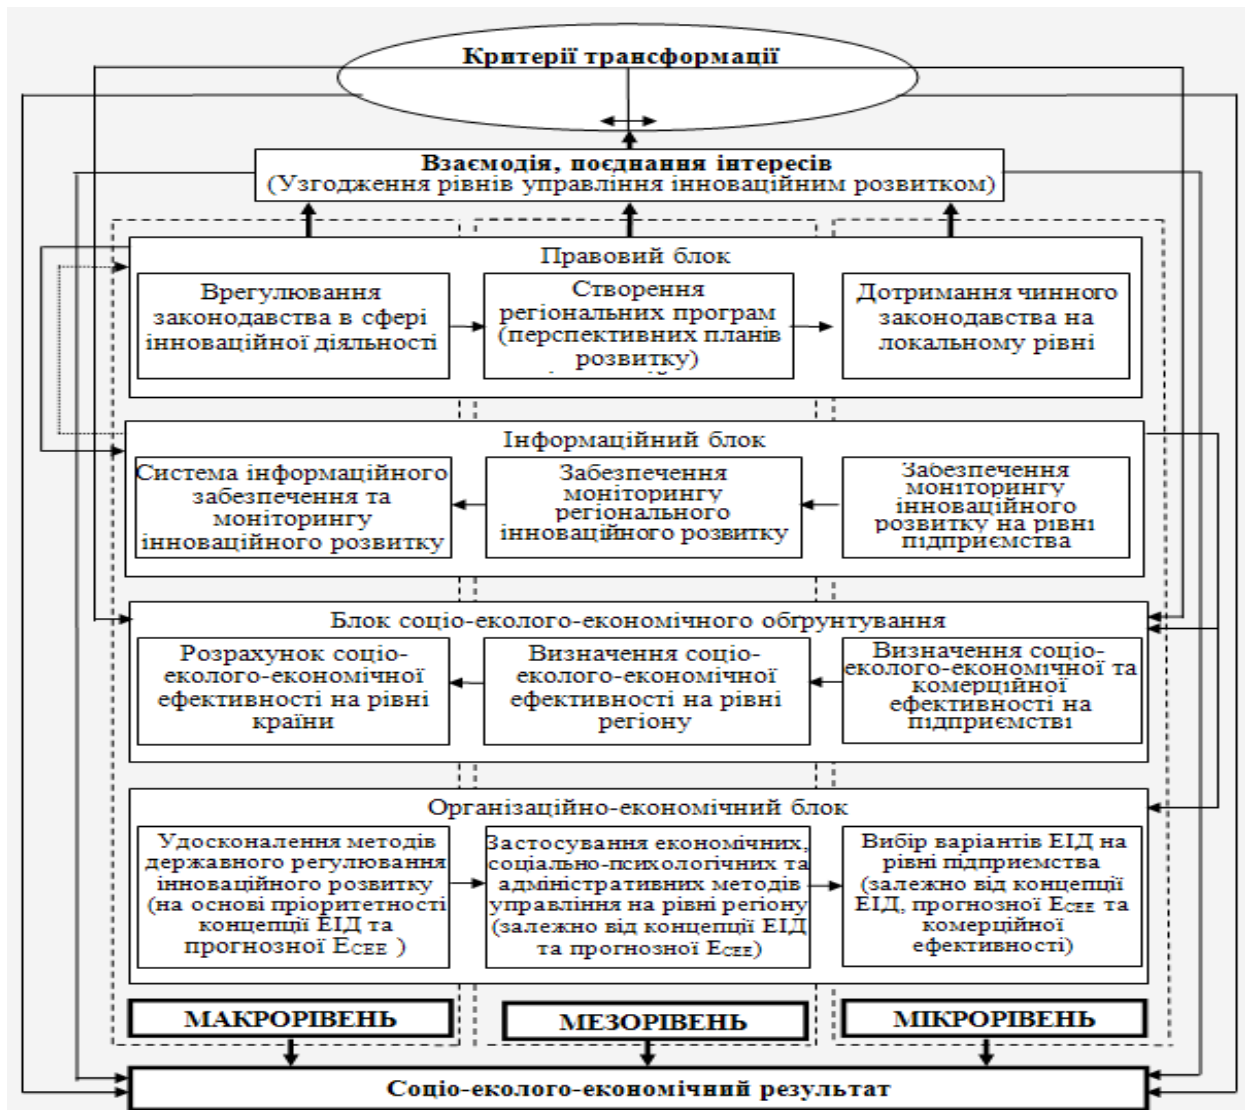 Критерії трансформації
Взаємодія, поєднання інтересів
(Узгодження рівнів управління інноваційним розвитком)
Правовий блок
Врегулювання
законодавства в сфері
інноваційної діяльності
Створення
регіональних програм
(перспективних планів
розвитку)
Дотримання чинного
законодавства на
локальному рівні
Інформаційний блок
Система інформаційного
забезпечення та
моніторингу
інноваційного розвитку
Забезпечення
моніторингу
регіонального
інноваційного розвитку
Забезпечення
моніторингу
інноваційного
розвитку на рівні
підприємства
Блок соціо-еколого-економічного обґрунтування
Розрахунок соціо-
еколого-економічної
ефективності на рівні
країни
Визначення соціо-
еколого-економічної
ефективності на рівні
регіону
Визначення соціо-
еколого-економічної та
комерційної
ефективності на
підприємстві
Організаційно-економічний блок
Удосконалення методів
державного регулювання
інноваційного розвитку
(на основі пріоритетності
концепції ЕІД та
прогнозної ЕСЕЕ )
Застосування економічних,
соціально-психологічних та
адміністративних методів
управління на рівні регіону
(залежно від концепції ЕІД
та прогнозної ЕСЕЕ)
Вибір варіантів ЕІД на
рівні підприємства
(залежно від концепції
ЕІД, прогнозної ЕСЕЕ та
комерційної
ефективності)
МАКРОРІВЕНЬ
МЕЗОРІВЕНЬ
МІКРОРІВЕНЬ
Соціо-еколого-економічний результат